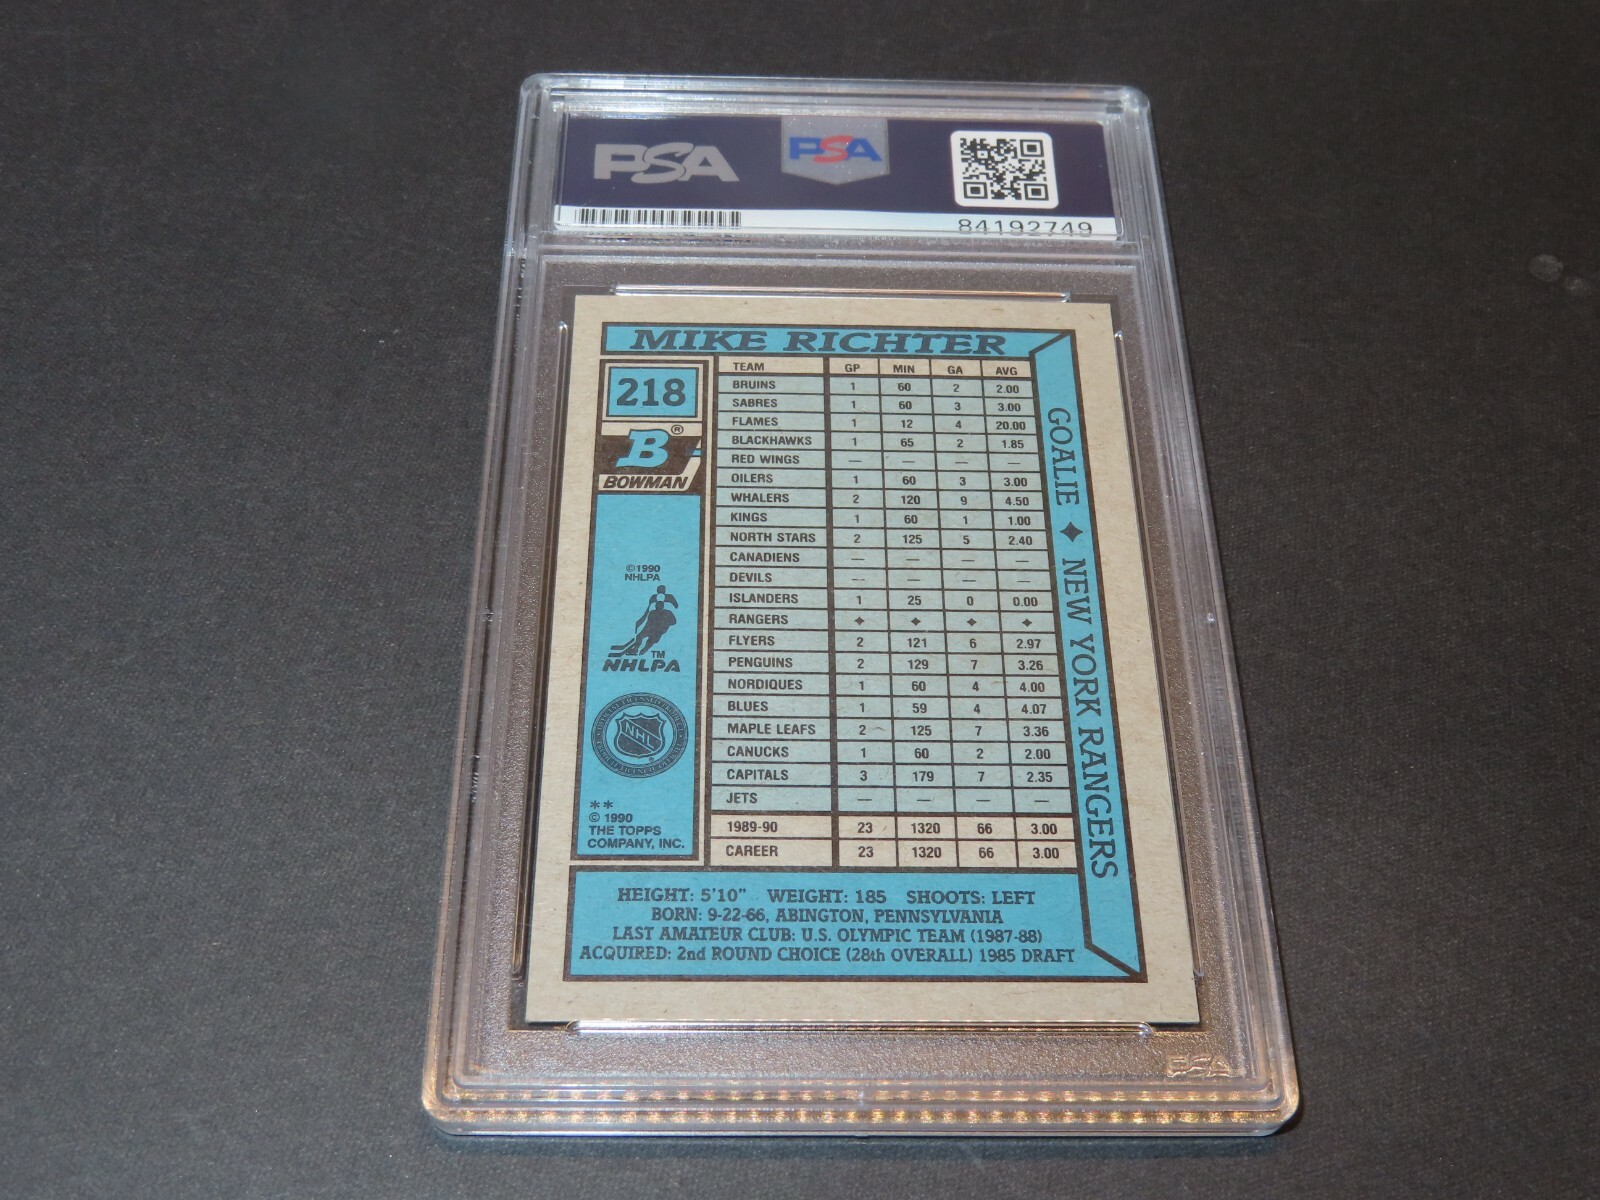 PSA PSA
84192749
MIKE RICHTER
218
B®
BOWMAN
©1990
NHLPA
TM
NHLPA
NHL
**
© 1990
THE TOPPS
COMPANY, INC.
TEAM GP MIN GA AVG
BRUINS 1 60 2 2.00
SABRES 1 60 3 3.00
FLAMES 1 12 4 20.00
BLACKHAWKS 1 65 2 1.85
RED WINGS — — — —
OILERS 1 60 3 3.00
WHALERS 2 120 9 4.50
KINGS 1 60 1 1.00
NORTH STARS 2 125 5 2.40
CANADIENS — — — —
DEVILS — — — —
ISLANDERS 1 25 0 0.00
RANGERS ✦ ✦ ✦ ✦
FLYERS 2 121 6 2.97
PENGUINS 2 129 7 3.26
NORDIQUES 1 60 4 4.00
BLUES 1 59 4 4.07
MAPLE LEAFS 2 125 7 3.36
CANUCKS 1 60 2 2.00
CAPITALS 3 179 7 2.35
JETS — — — —
1989-90 23 1320 66 3.00
CAREER 23 1320 66 3.00
GOALIE ✦ NEW YORK RANGERS
HEIGHT: 5'10" WEIGHT: 185 SHOOTS: LEFT
BORN: 9-22-66, ABINGTON, PENNSYLVANIA
LAST AMATEUR CLUB: U.S. OLYMPIC TEAM (1987-88)
ACQUIRED: 2nd ROUND CHOICE (28th OVERALL) 1985 DRAFT
PSA